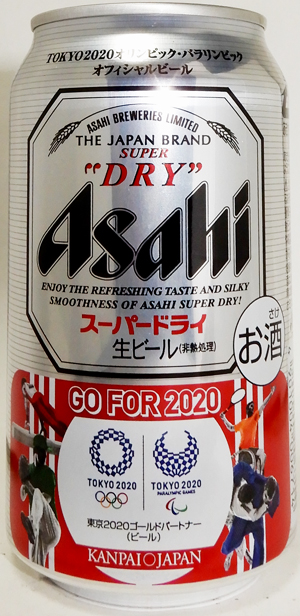 TOKYO2020オリンピック・パラリンピック
オフィシャルビール
ASAHI BREWERIES LIMITED
THE JAPAN BRAND
SUPER
"DRY"
Asahi
ENJOY THE REFRESHING TASTE AND SILKY
SMOOTHNESS OF ASAHI SUPER DRY!
スーパードライ
生ビール(非熱処理)
さけ
お酒
GO FOR 2020
TOKYO 2020
TOKYO 2020
PARALYMPIC GAMES
東京2020ゴールドパートナー
(ビール)
KANPAI JAPAN